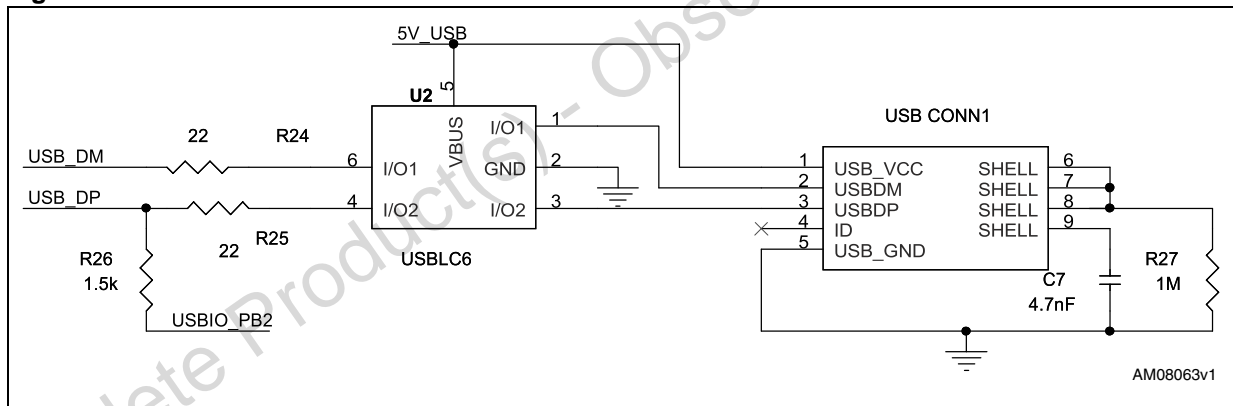 5V_USB
U2
5
VBUS
USB CONN1
22
R24
I/O1
1
USB_DM
6
I/O1
GND
2
1
USB_VCC
SHELL
6
2
USBDM
SHELL
7
USB_DP
4
I/O2
I/O2
3
3
USBDP
SHELL
8
4
ID
SHELL
9
5
USB_GND
22
R25
USBLC6
R26
1.5k
C7
4.7nF
R27
1M
USBIO_PB2
AM08063v1
lete Product(s) - Obso